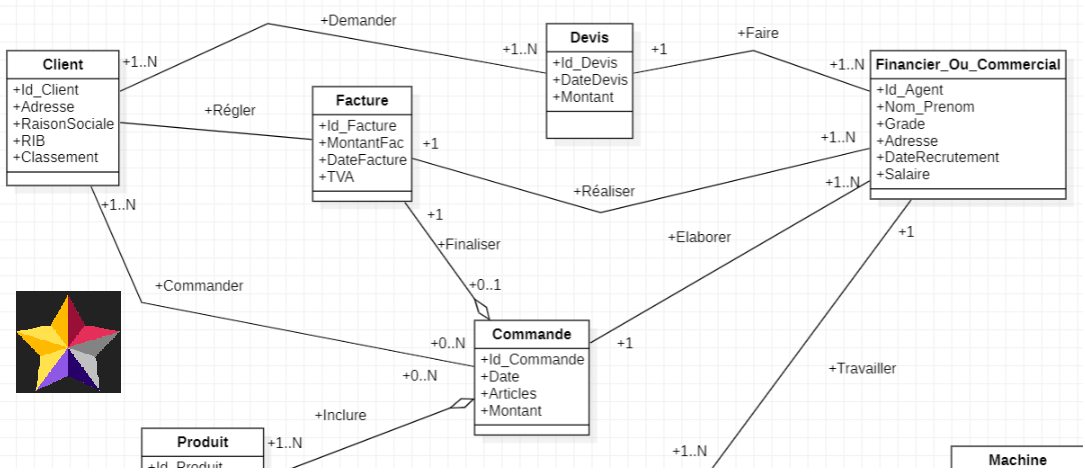 +Demander
Devis
+1..N
+1
+Faire
+Id_Devis
+DateDevis
+Montant
Client
+1..N
+Id_Client
+Adresse
+RaisonSociale
+RIB
+Classement
+Régler
Facture
+Id_Facture
+MontantFac
+DateFacture
+TVA
+1
Financier_Ou_Commercial
+1..N
+Id_Agent
+Nom_Prenom
+Grade
+Adresse
+DateRecrutement
+Salaire
+1..N
+1..N
+Réaliser
+1..N
+1
+Finaliser
+Elaborer
+1
+Commander
+0..1
Commande
+Id_Commande
+Date
+Articles
+Montant
+0..N
+0..N
+1
+Travailler
+Inclure
Produit
+1..N
+Id_Produit
+1..N
Machine